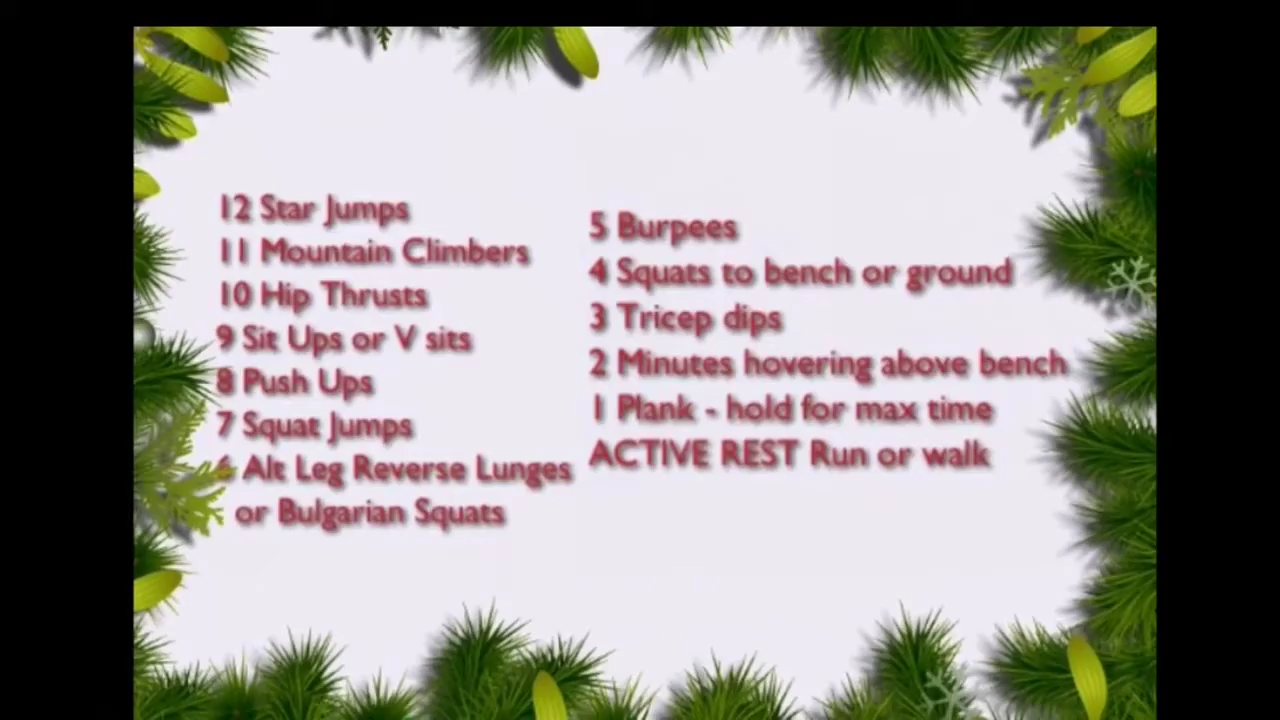 12 Star Jumps
11 Mountain Climbers
10 Hip Thrusts
9 Sit Ups or V sits
8 Push Ups
7 Squat Jumps
6 Alt Leg Reverse Lunges
or Bulgarian Squats
5 Burpees
4 Squats to bench or ground
3 Tricep dips
2 Minutes hovering above bench
1 Plank - hold for max time
ACTIVE REST Run or walk